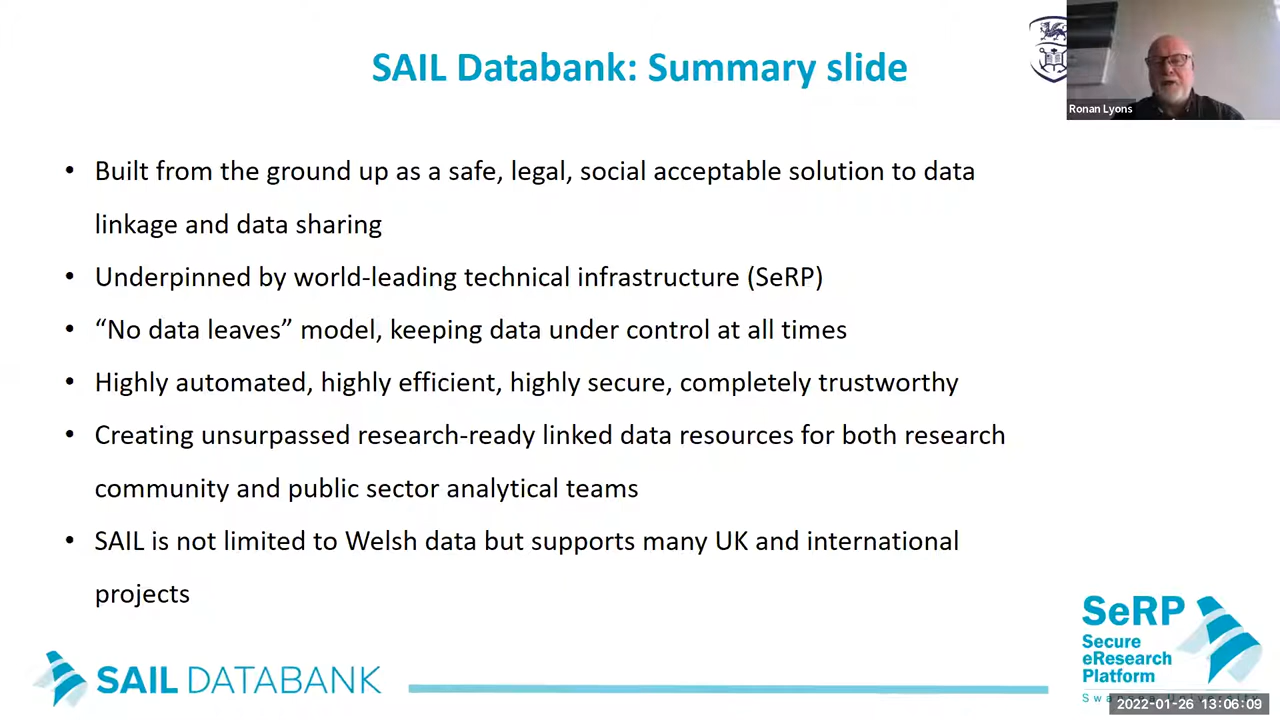 SAIL Databank: Summary slide
Ronan Lyons
• Built from the ground up as a safe, legal, social acceptable solution to data
linkage and data sharing
• Underpinned by world-leading technical infrastructure (SeRP)
• “No data leaves” model, keeping data under control at all times
• Highly automated, highly efficient, highly secure, completely trustworthy
• Creating unsurpassed research-ready linked data resources for both research
community and public sector analytical teams
• SAIL is not limited to Welsh data but supports many UK and international
projects
SAIL DATABANK
SeRP
Secure
eResearch
Platform
2022-01-26 13:06:09